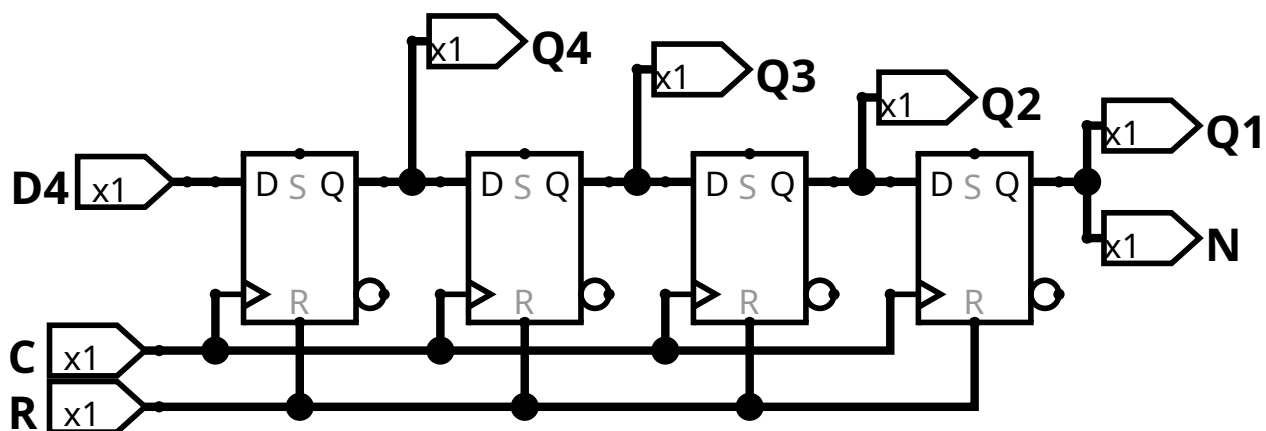 x1 Q4
x1 Q3
x1 Q2
x1 Q1
D4 x1 D S Q D S Q D S Q D S Q
x1 N
R R R R
C x1
R x1